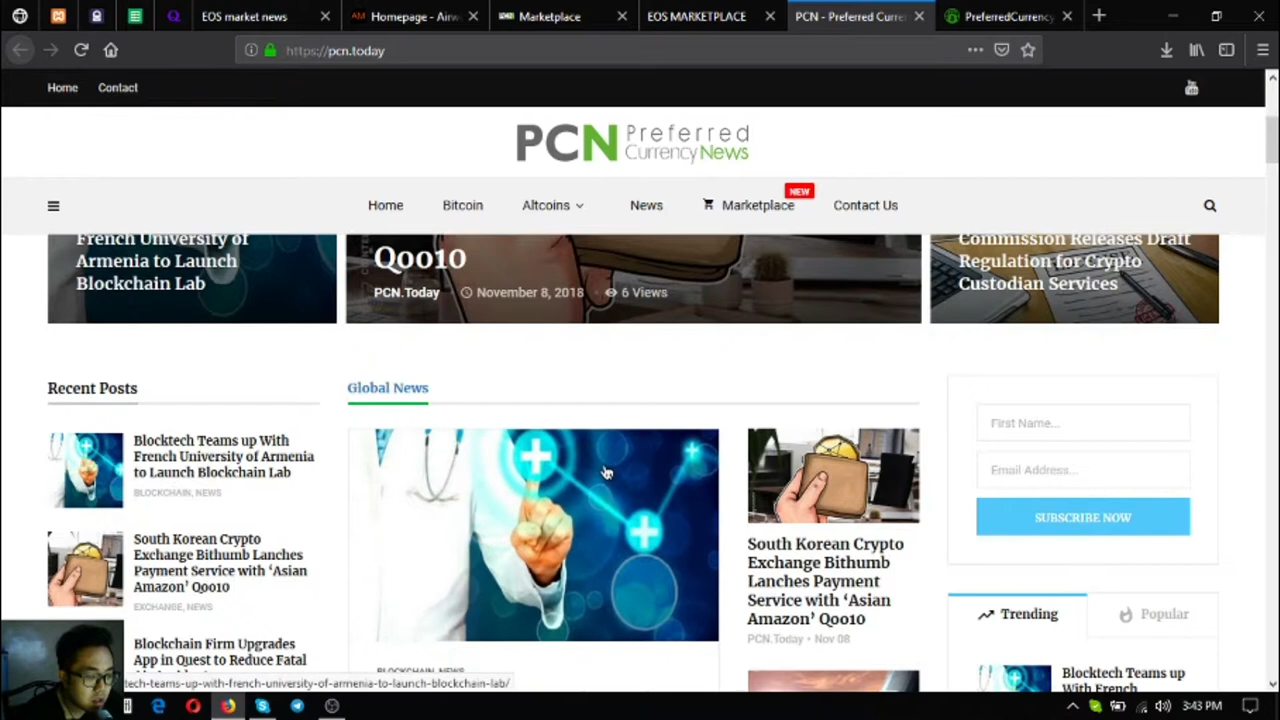 EOS market news
Homepage - Airw
Marketplace
EOS MARKETPLACE
PCN - Preferred Curre
PreferredCurrency
https://pcn.today
Home
Contact
PCN Preferred
CurrencyNews
Home
Bitcoin
Altcoins
News
Marketplace
NEW
Contact Us
French University of
Armenia to Launch
Blockchain Lab
Qoo10
PCN.Today
November 8, 2018
6 Views
Commission Releases Draft
Regulation for Crypto
Custodian Services
Recent Posts
Blocktech Teams up With
French University of Armenia
to Launch Blockchain Lab
BLOCKCHAIN, NEWS
South Korean Crypto
Exchange Bithumb Lanches
Payment Service with ‘Asian
Amazon’ Qoo10
EXCHANGE, NEWS
Blockchain Firm Upgrades
App in Quest to Reduce Fatal
Global News
BLOCKCHAIN, NEWS
South Korean Crypto
Exchange Bithumb
Lanches Payment
Service with ‘Asian
Amazon’ Qoo10
PCN.Today • Nov 08
First Name...
Email Address...
SUBSCRIBE NOW
Trending
Popular
Blocktech Teams up
With French
tech-teams-up-with-french-university-of-armenia-to-launch-blockchain-lab/
3:43 PM